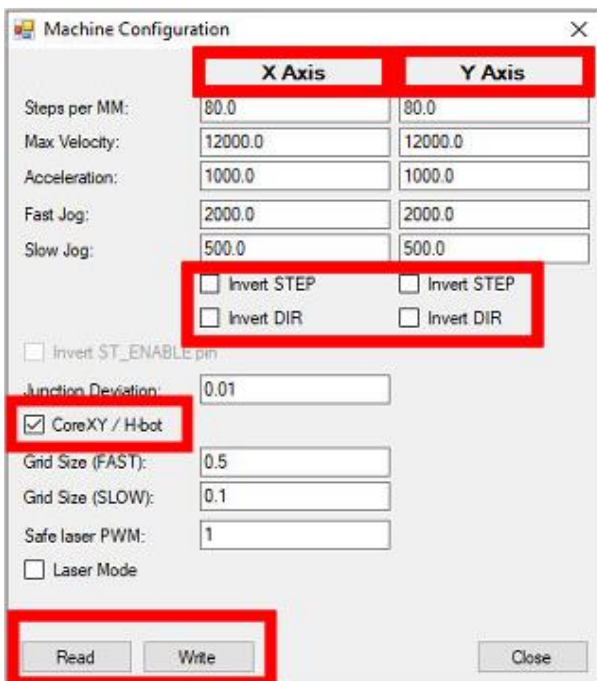 Machine Configuration
X Axis Y Axis
Steps per MM: 80.0 80.0
Max Velocity: 12000.0 12000.0
Acceleration: 1000.0 1000.0
Fast Jog: 2000.0 2000.0
Slow Jog: 500.0 500.0
Invert STEP Invert STEP
Invert DIR Invert DIR
Invert ST_ENABLE pin
Junction Deviation: 0.01
CoreXY / H-bot
Grid Size (FAST): 0.5
Grid Size (SLOW): 0.1
Safe laser PWM: 1
Laser Mode
Read Write Close